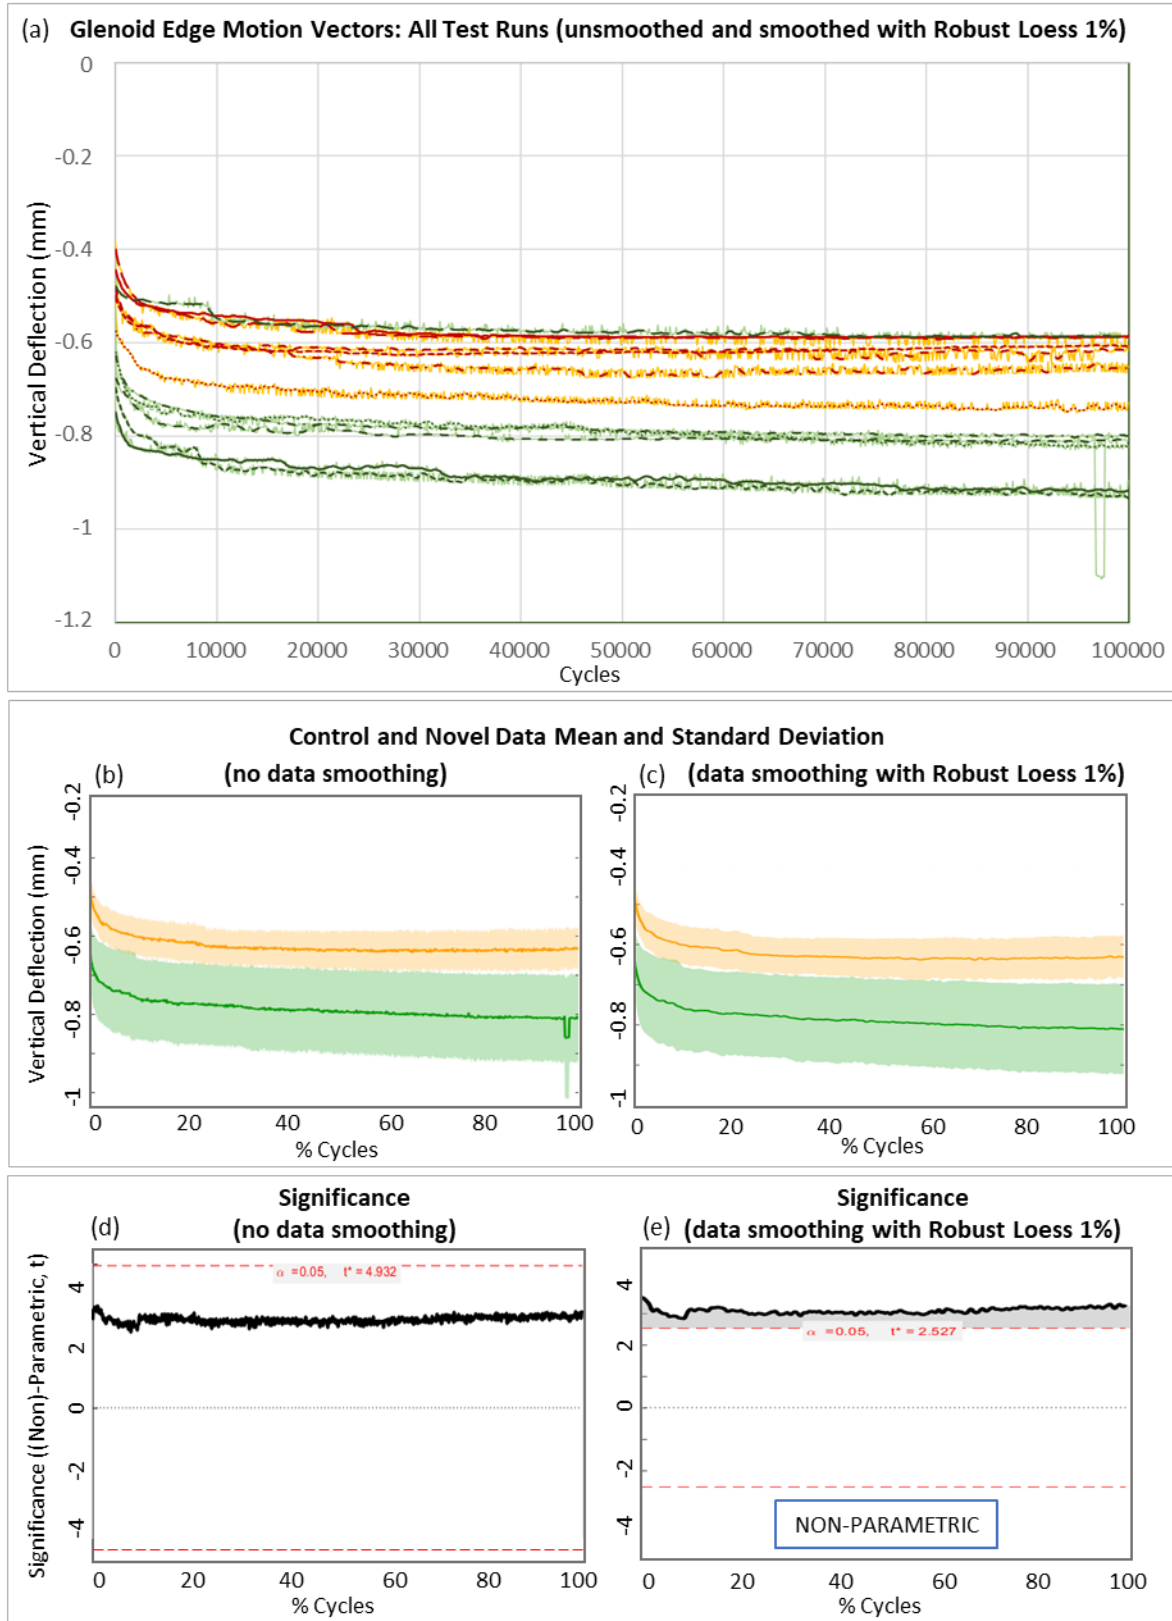 (a) Glenoid Edge Motion Vectors: All Test Runs (unsmoothed and smoothed with Robust Loess 1%)
0
-0.2
-0.4
-0.6
-0.8
-1
-1.2
Vertical Deflection (mm)
0 10000 20000 30000 40000 50000 60000 70000 80000 90000 100000
Cycles
Control and Novel Data Mean and Standard Deviation
(b) (no data smoothing)
(c) (data smoothing with Robust Loess 1%)
Vertical Deflection (mm)
-0.2
-0.4
-0.6
-0.8
-1
0 20 40 60 80 100
% Cycles
-0.2
-0.4
-0.6
-0.8
-1
0 20 40 60 80 100
% Cycles
Significance
(d) (no data smoothing)
Significance
(e) (data smoothing with Robust Loess 1%)
Significance ((Non)-Parametric, t)
4
2
0
-2
-4
α =0.05, t* = 4.932
0 20 40 60 80 100
% Cycles
4
2
0
-2
-4
α =0.05, t* = 2.527
NON-PARAMETRIC
0 20 40 60 80 100
% Cycles